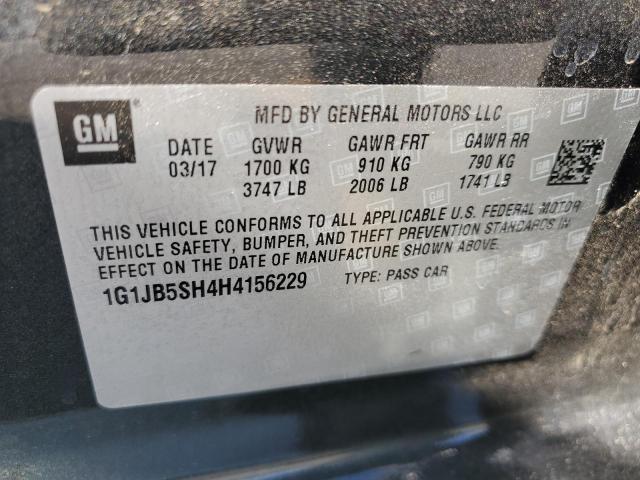 GM
MFD BY GENERAL MOTORS LLC
DATE GVWR GAWR FRT GAWR RR
03/17 1700 KG 910 KG 790 KG
3747 LB 2006 LB 1741 LB
THIS VEHICLE CONFORMS TO ALL APPLICABLE U.S. FEDERAL MOTOR
VEHICLE SAFETY, BUMPER, AND THEFT PREVENTION STANDARDS IN
EFFECT ON THE DATE OF MANUFACTURE SHOWN ABOVE.
1G1JB5SH4H4156229 TYPE: PASS CAR